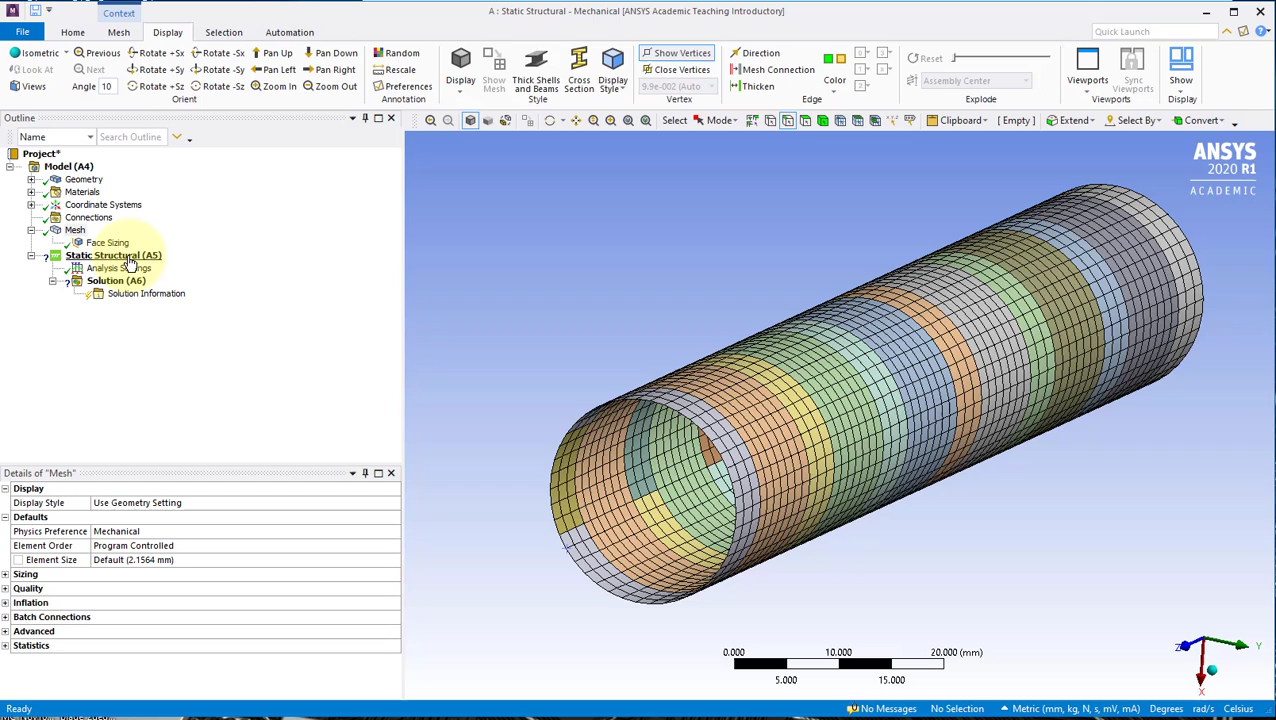 Context
A : Static Structural - Mechanical [ANSYS Academic Teaching Introductory]
File Home Mesh Display Selection Automation Quick Launch
Isometric Previous Rotate +Sx Rotate -Sx Pan Up Pan Down Random Show Vertices Direction Reset
Look At Next Rotate +Sy Rotate -Sy Pan Left Pan Right Rescale Close Vertices Mesh Connection
Views Angle 10 Rotate +Sz Rotate -Sz Zoom In Zoom Out Preferences 9.9e-002 (Auto Thicken Assembly Center
Display Show Mesh Thick Shells and Beams Cross Section Display Style Color Viewports Sync Viewports Show Display
Orient Annotation Style Vertex Edge Explode Viewports Display
Outline
Name Search Outline
Select Mode Clipboard [ Empty ] Extend Select By Convert
Project*
Model (A4)
Geometry
Materials
Coordinate Systems
Connections
Mesh
Face Sizing
Static Structural (A5)
Analysis Settings
Solution (A6)
Solution Information
ANSYS
2020 R1
ACADEMIC
Details of "Mesh"
Display
Display Style Use Geometry Setting
Defaults
Physics Preference Mechanical
Element Order Program Controlled
Element Size Default (2.1564 mm)
Sizing
Quality
Inflation
Batch Connections
Advanced
Statistics
0.000 10.000 20.000 (mm)
5.000 15.000
Z Y
X
Ready No Messages No Selection Metric (mm, kg, N, s, mV, mA) Degrees rad/s Celsius